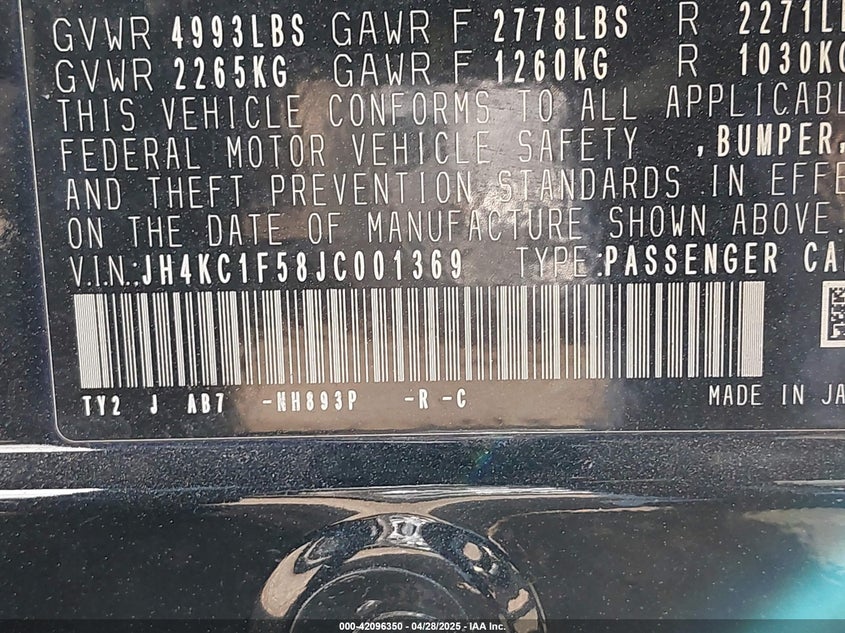 GVWR 4993LBS GAWR F 2778LBS R
GVWR 2265KG GAWR F 1260KG R
THIS VEHICLE CONFORMS TO ALL
FEDERAL MOTOR VEHICLE SAFETY ,BUMPER,
AND THEFT PREVENTION STANDARDS IN
ON THE DATE OF MANUFACTURE SHOWN ABOVE.
V.I.N.:JH4KC1F58JC001369 TYPE:PASSENGER
TY2 J AB7 -NH893P -R -C MADE IN
000-42096350 - 04/28/2025 - IAA Inc.